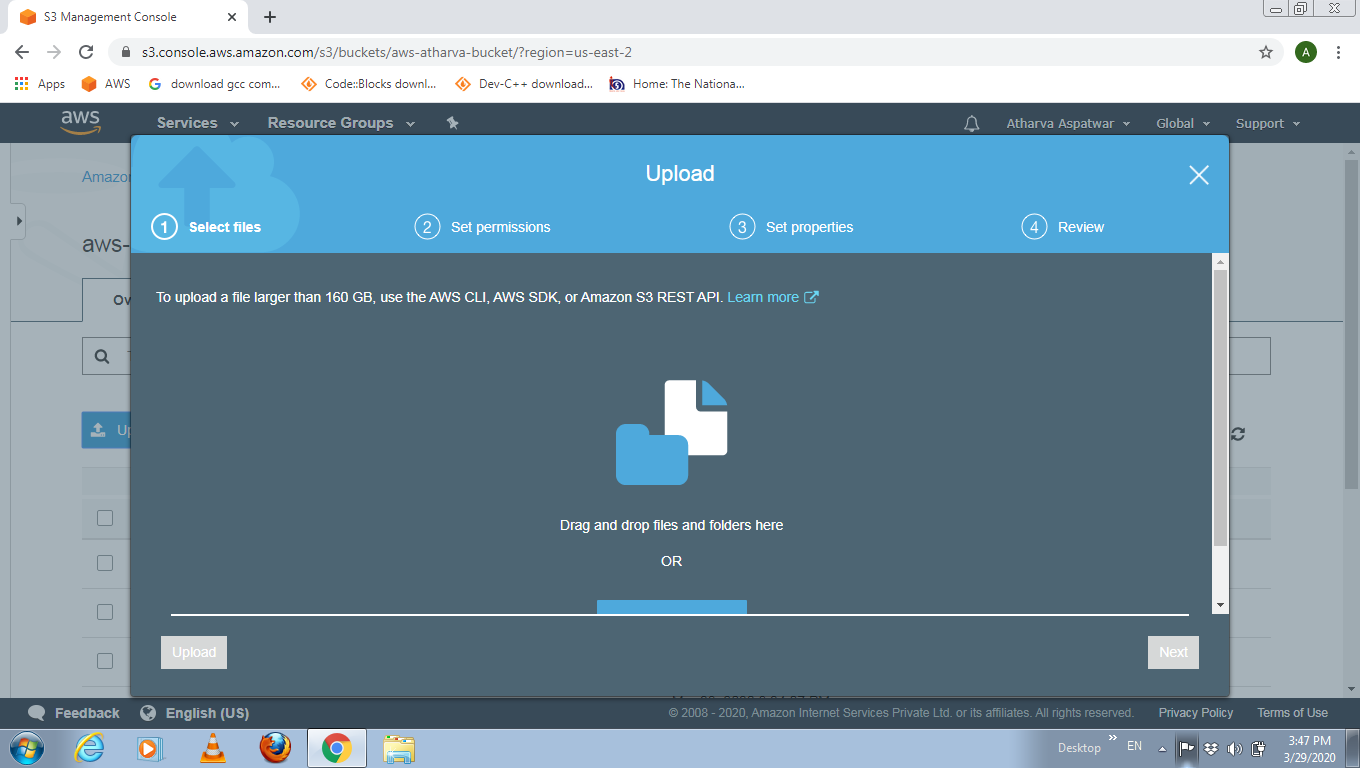 S3 Management Console
s3.console.aws.amazon.com/s3/buckets/aws-atharva-bucket/?region=us-east-2
A
Apps
AWS
download gcc com...
Code::Blocks downl...
Dev-C++ download...
Home: The Nationa...
aws
Services
Resource Groups
Atharva Aspatwar
Global
Support
Amazon
Upload
1 Select files
2 Set permissions
3 Set properties
4 Review
aws-
Ov
To upload a file larger than 160 GB, use the AWS CLI, AWS SDK, or Amazon S3 REST API. Learn more
Up
Drag and drop files and folders here
OR
Upload
Next
Feedback
English (US)
© 2008 - 2020, Amazon Internet Services Private Ltd. or its affiliates. All rights reserved.
Privacy Policy
Terms of Use
Desktop
EN
3:47 PM
3/29/2020